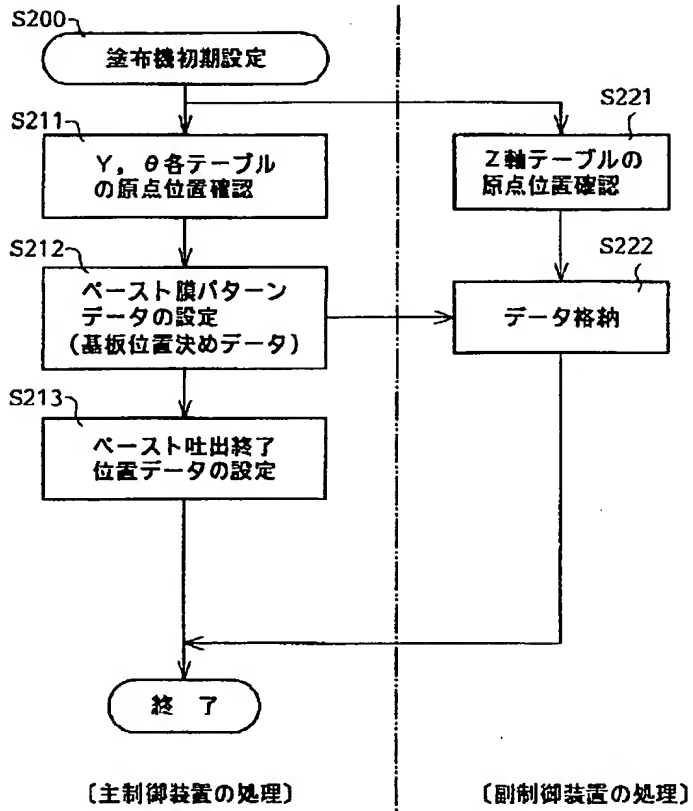 S200
塗布機初期設定
S211
Y，θ各テーブル
の原点位置確認
S221
Z軸テーブルの
原点位置確認
S212
ペースト膜パターン
データの設定
（基板位置決めデータ）
S222
データ格納
S213
ペースト吐出終了
位置データの設定
終 了
〔主制御装置の処理〕
〔副制御装置の処理〕